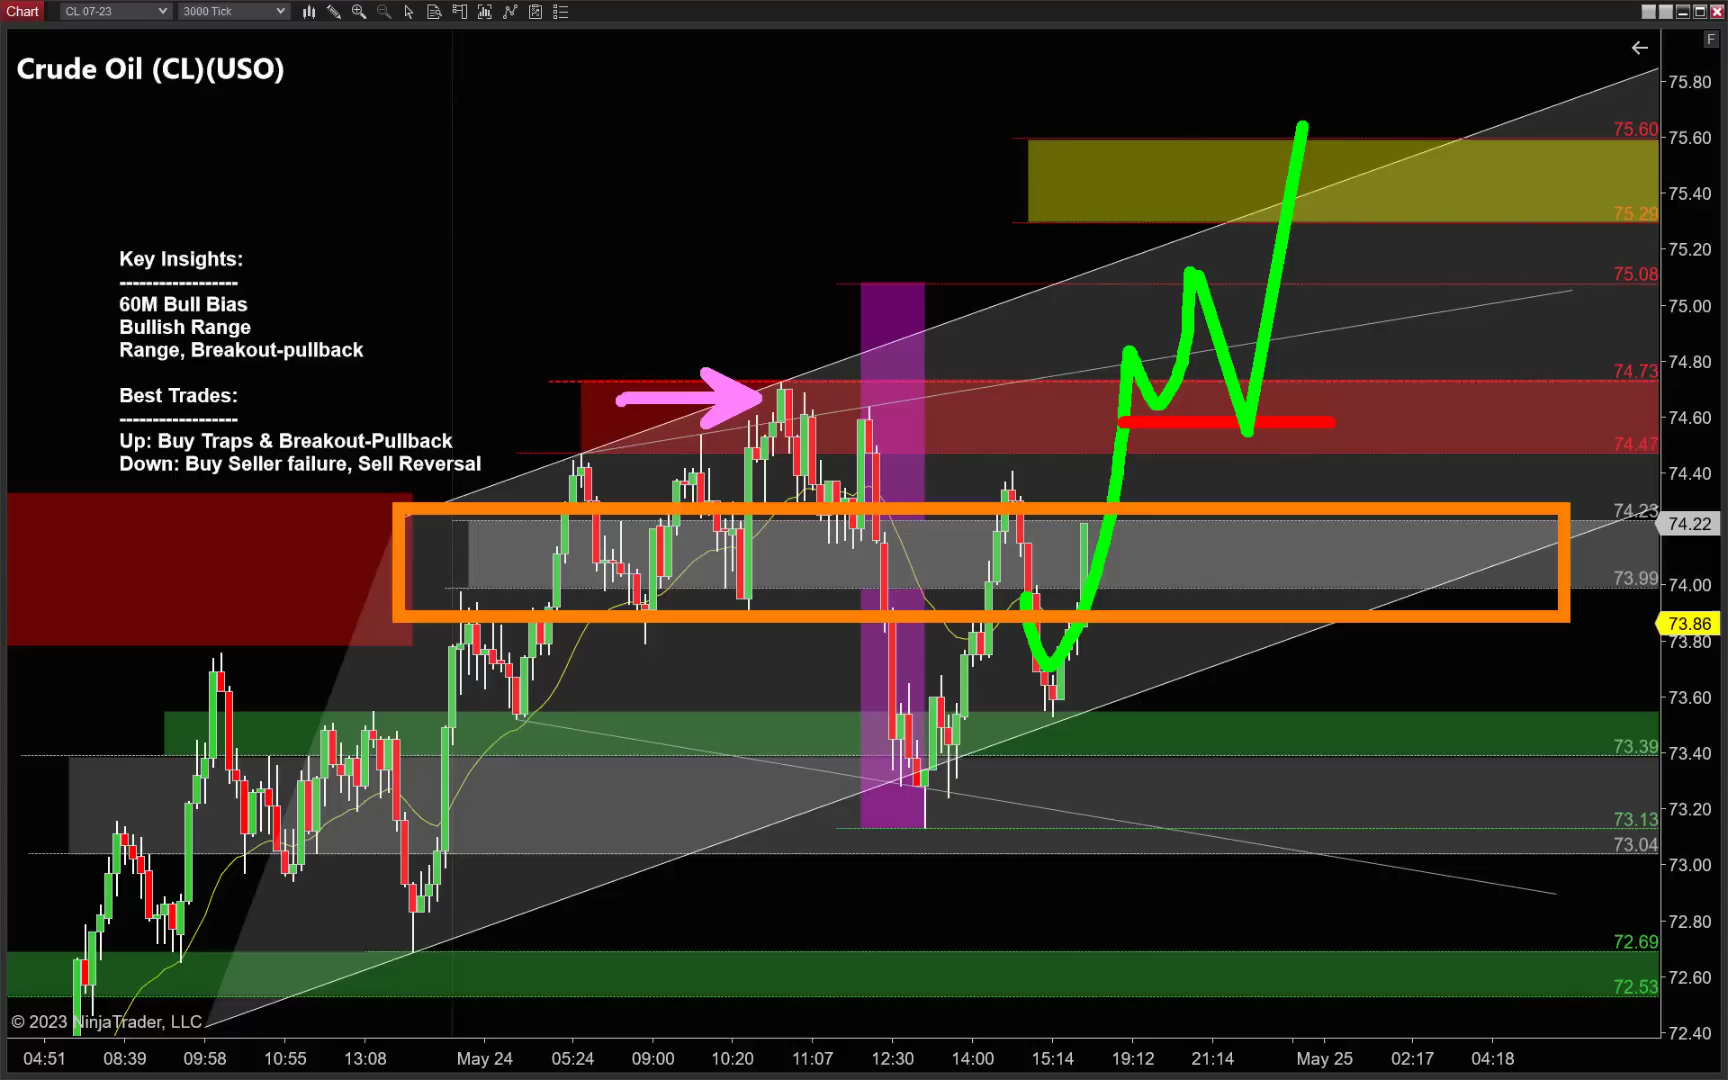 Chart
CL 07-23
3000 Tick
F
Crude Oil (CL)(USO)
Key Insights:
------------------
60M Bull Bias
Bullish Range
Range, Breakout-pullback
Best Trades:
------------------
Up: Buy Traps & Breakout-Pullback
Down: Buy Seller failure, Sell Reversal
75.60
75.29
75.08
74.73
74.47
74.23
73.99
73.39
73.13
73.04
72.69
72.53
75.80
75.60
75.40
75.20
75.00
74.80
74.60
74.40
74.22
74.00
73.86
73.80
73.60
73.40
73.20
73.00
72.80
72.60
72.40
© 2023 NinjaTrader, LLC
04:51 08:39 09:58 10:55 13:08 May 24 05:24 09:00 10:20 11:07 12:30 14:00 15:14 19:12 21:14 May 25 02:17 04:18